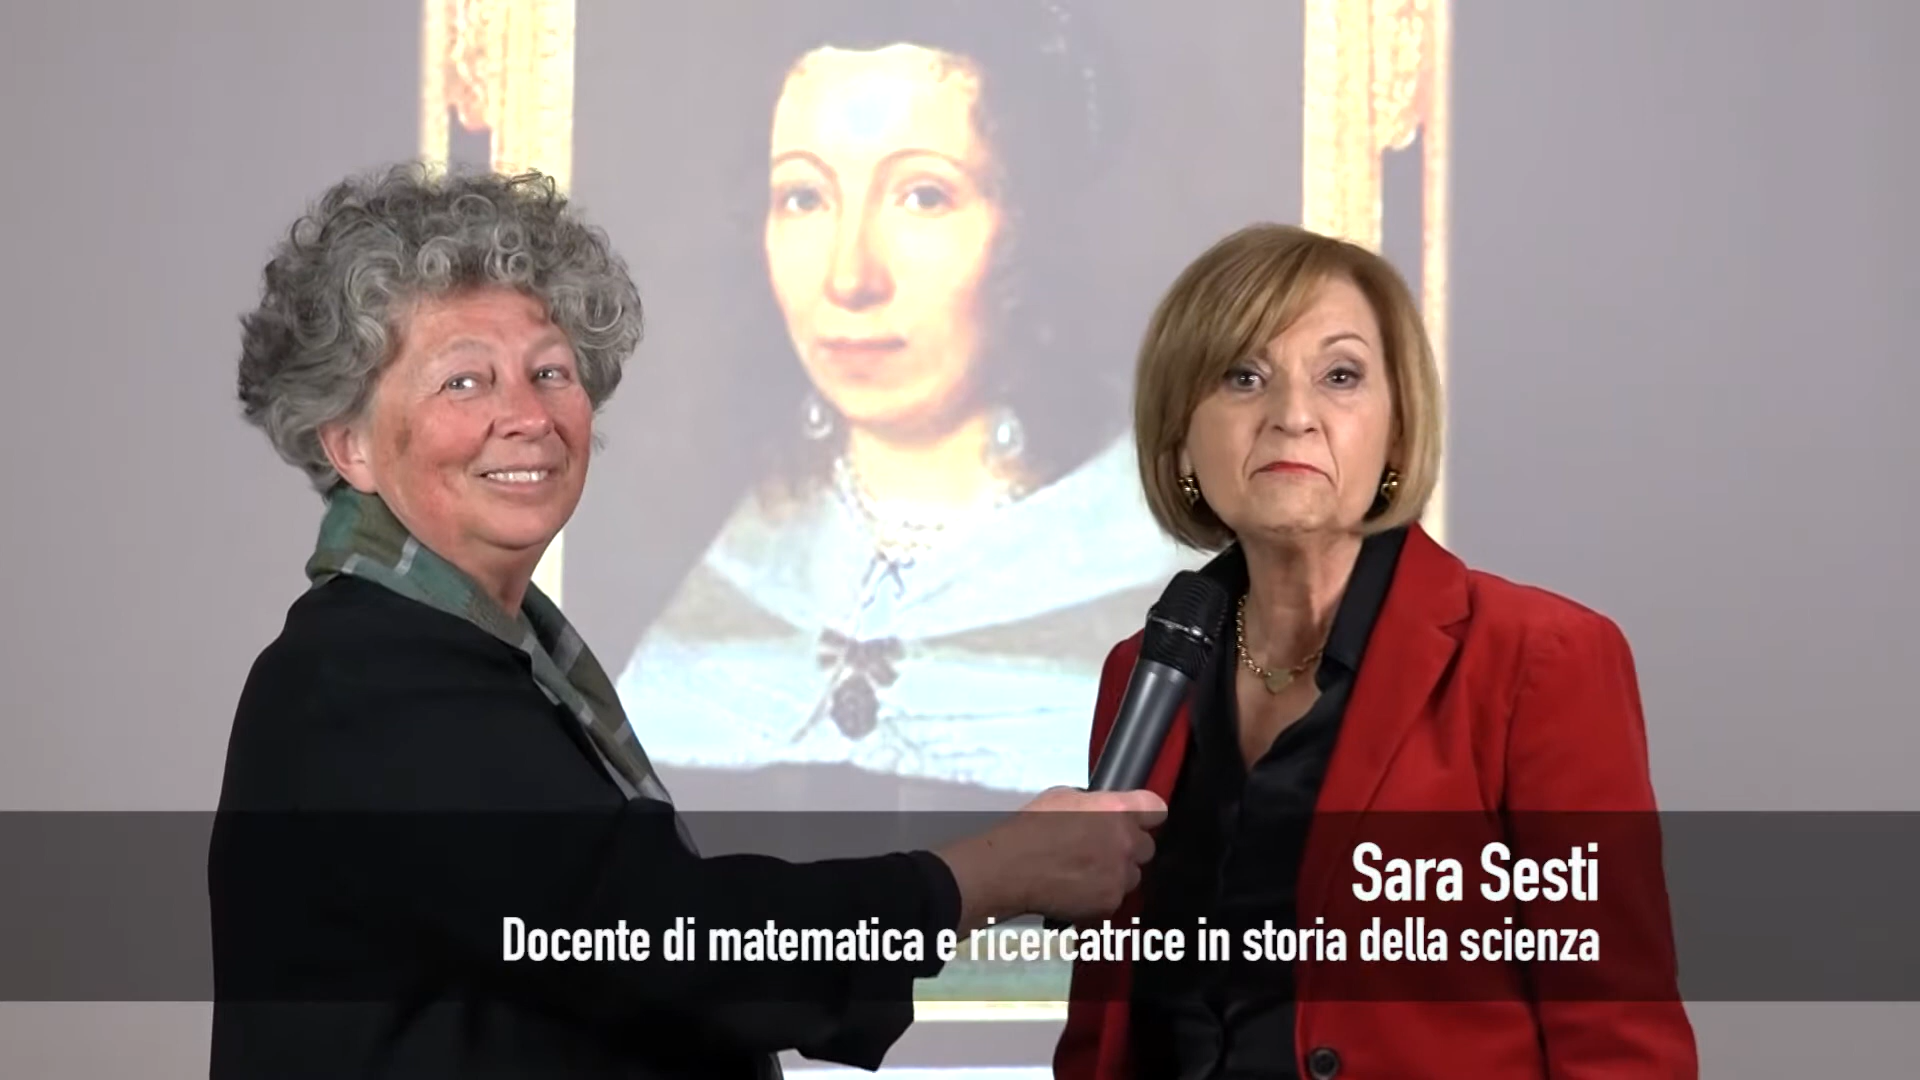 Sara Sesti
Docente di matematica e ricercatrice in storia della scienza